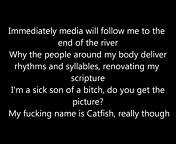 Immediately media will follow me to the
end of the river
Why the people around my body deliver
rhythms and syllables, renovating my
scripture
I'm a sick son of a bitch, do you get the
picture?
My fucking name is Catfish, really though